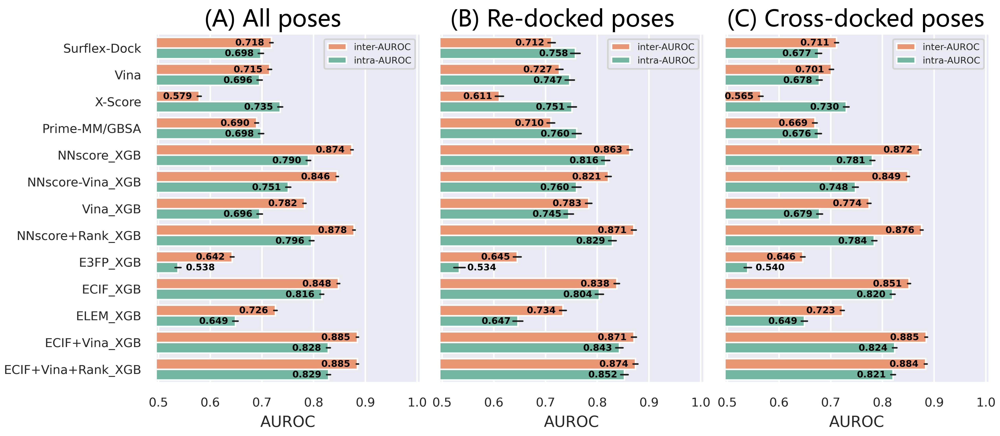 (A) All poses
(B) Re-docked poses
(C) Cross-docked poses
Surflex-Dock
Vina
X-Score
Prime-MM/GBSA
NNscore_XGB
NNscore-Vina_XGB
Vina_XGB
NNscore+Rank_XGB
E3FP_XGB
ECIF_XGB
ELEM_XGB
ECIF+Vina_XGB
ECIF+Vina+Rank_XGB
inter-AUROC
intra-AUROC
0.718
0.698
0.715
0.696
0.579
0.735
0.690
0.698
0.874
0.790
0.846
0.751
0.782
0.696
0.878
0.796
0.642
0.538
0.848
0.816
0.726
0.649
0.885
0.828
0.885
0.829
0.5 0.6 0.7 0.8 0.9 1.0
AUROC
inter-AUROC
intra-AUROC
0.712
0.758
0.727
0.747
0.611
0.751
0.710
0.760
0.863
0.816
0.821
0.760
0.783
0.745
0.871
0.829
0.645
0.534
0.838
0.804
0.734
0.647
0.871
0.843
0.874
0.852
0.5 0.6 0.7 0.8 0.9 1.0
AUROC
inter-AUROC
intra-AUROC
0.711
0.677
0.701
0.678
0.565
0.730
0.669
0.676
0.872
0.781
0.849
0.748
0.774
0.679
0.876
0.784
0.646
0.540
0.851
0.820
0.723
0.649
0.885
0.824
0.884
0.821
0.5 0.6 0.7 0.8 0.9 1.0
AUROC